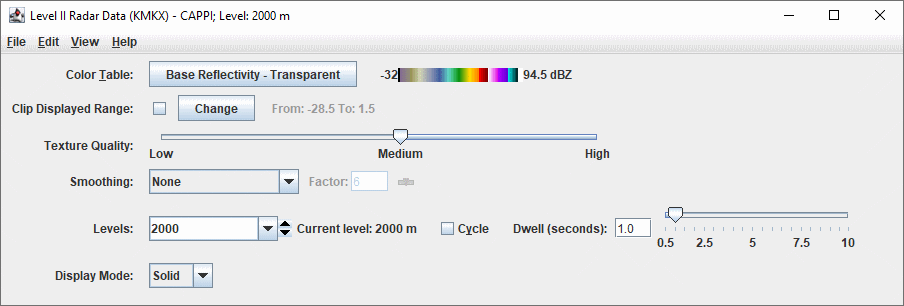 Level II Radar Data (KMKX) - CAPPI; Level: 2000 m
File Edit View Help
Color Table: Base Reflectivity - Transparent -32 94.5 dBZ
Clip Displayed Range: Change From: -28.5 To: 1.5
Texture Quality:
Low Medium High
Smoothing: None Factor: 6
Levels: 2000 Current level: 2000 m Cycle Dwell (seconds): 1.0
0.5 2.5 5 7.5 10
Display Mode: Solid